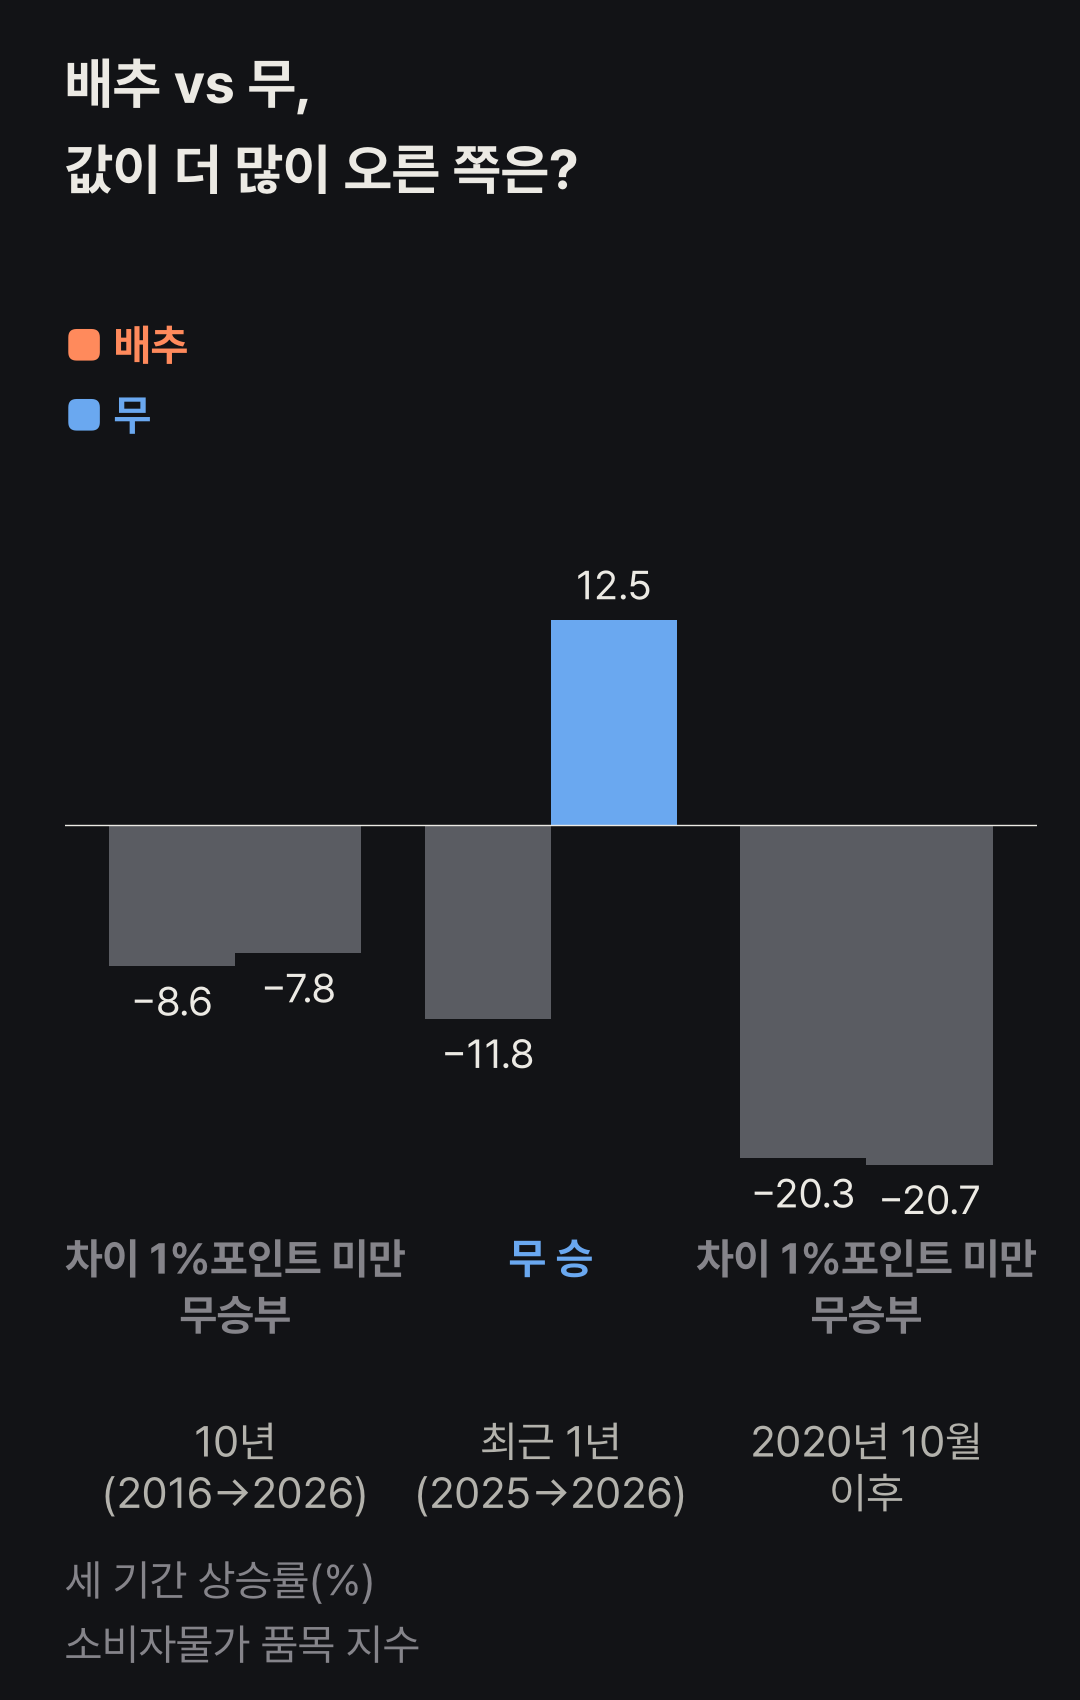 배추 vs 무,
값이 더 많이 오른 쪽은?
배추
무
12.5
−8.6
−7.8
−11.8
−20.3
−20.7
차이 1%포인트 미만
무승부
무 승
차이 1%포인트 미만
무승부
10년
(2016→2026)
최근 1년
(2025→2026)
2020년 10월
이후
세 기간 상승률(%)
소비자물가 품목 지수